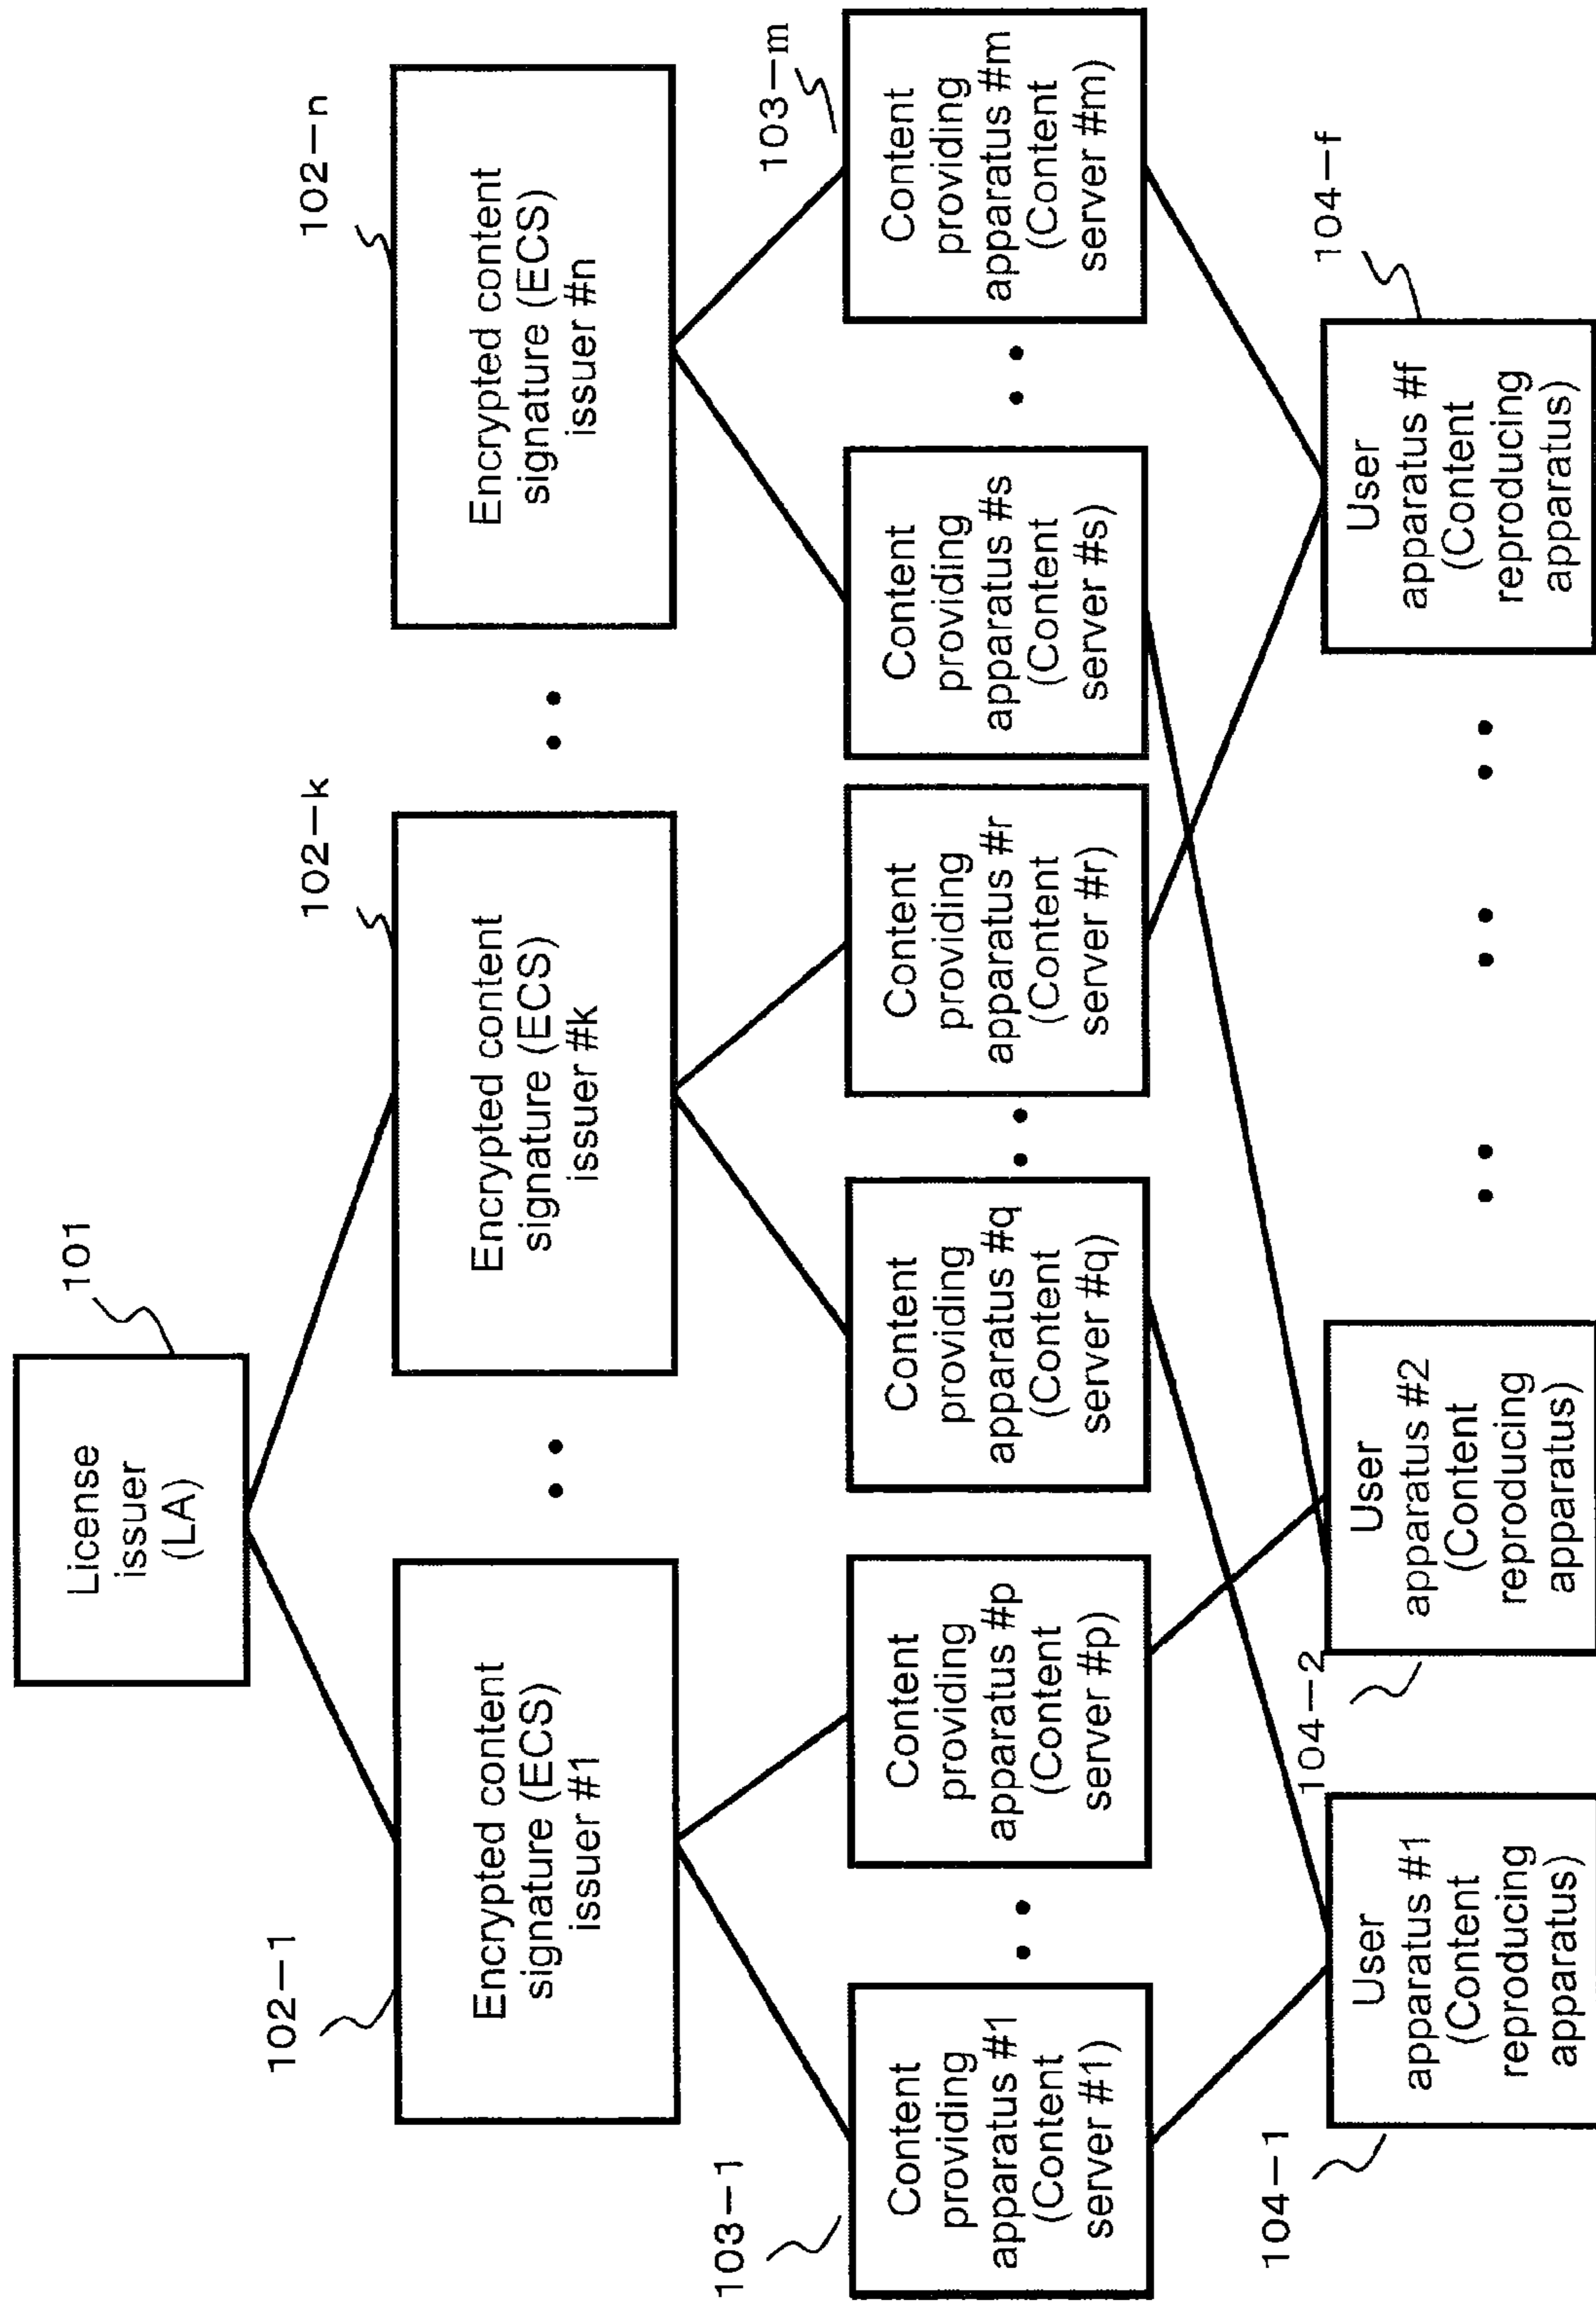 License
issuer
(LA)
101
102-1
Encrypted content
signature (ECS)
issuer #1
102-k
Encrypted content
signature (ECS)
issuer #k
102-n
Encrypted content
signature (ECS)
issuer #n
103-1
Content
providing
apparatus #1
(Content
server #1)
Content
providing
apparatus #p
(Content
server #p)
Content
providing
apparatus #q
(Content
server #q)
Content
providing
apparatus #r
(Content
server #r)
Content
providing
apparatus #s
(Content
server #s)
103-m
Content
providing
apparatus #m
(Content
server #m)
104-1
User
apparatus #1
(Content
reproducing
apparatus)
104-2
User
apparatus #2
(Content
reproducing
apparatus)
104-f
User
apparatus #f
(Content
reproducing
apparatus)